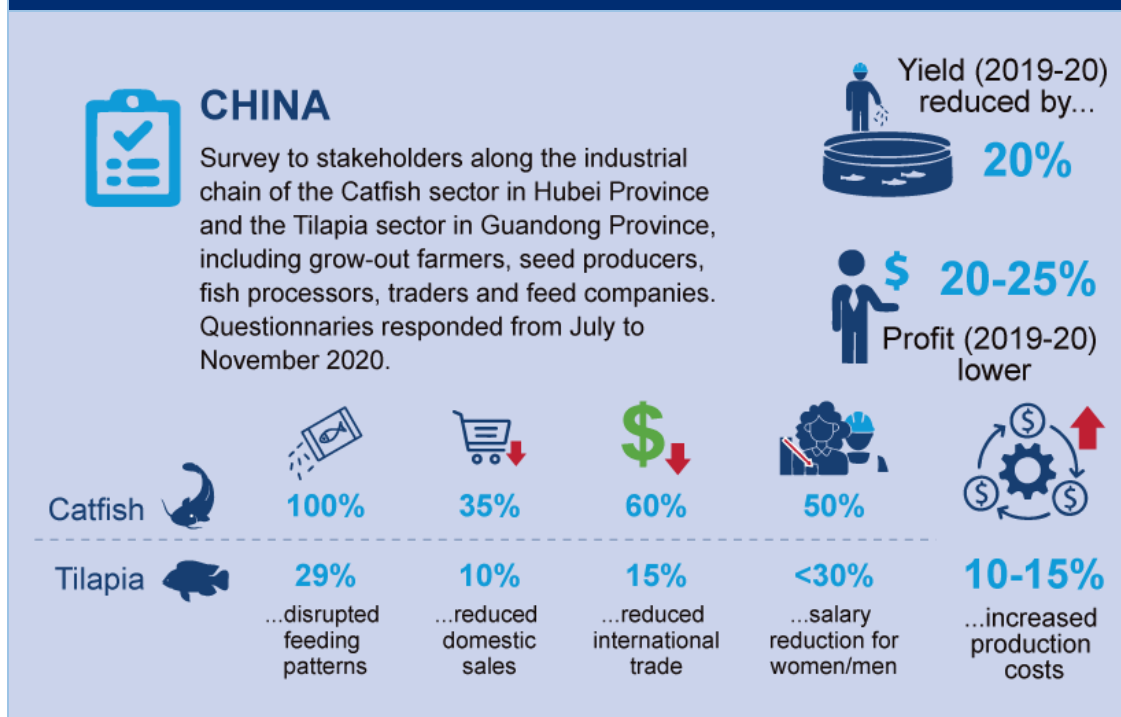 CHINA
Survey to stakeholders along the industrial
chain of the Catfish sector in Hubei Province
and the Tilapia sector in Guandong Province,
including grow-out farmers, seed producers,
fish processors, traders and feed companies.
Questionnaries responded from July to
November 2020.
Yield (2019-20)
reduced by...
20%
$ 20-25%
Profit (2019-20)
lower
$
$
$ $
Catfish 100% 35% 60% 50%
Tilapia 29% 10% 15% <30% 10-15%
...disrupted
feeding
patterns
...reduced
domestic
sales
...reduced
international
trade
...salary
reduction for
women/men
...increased
production
costs